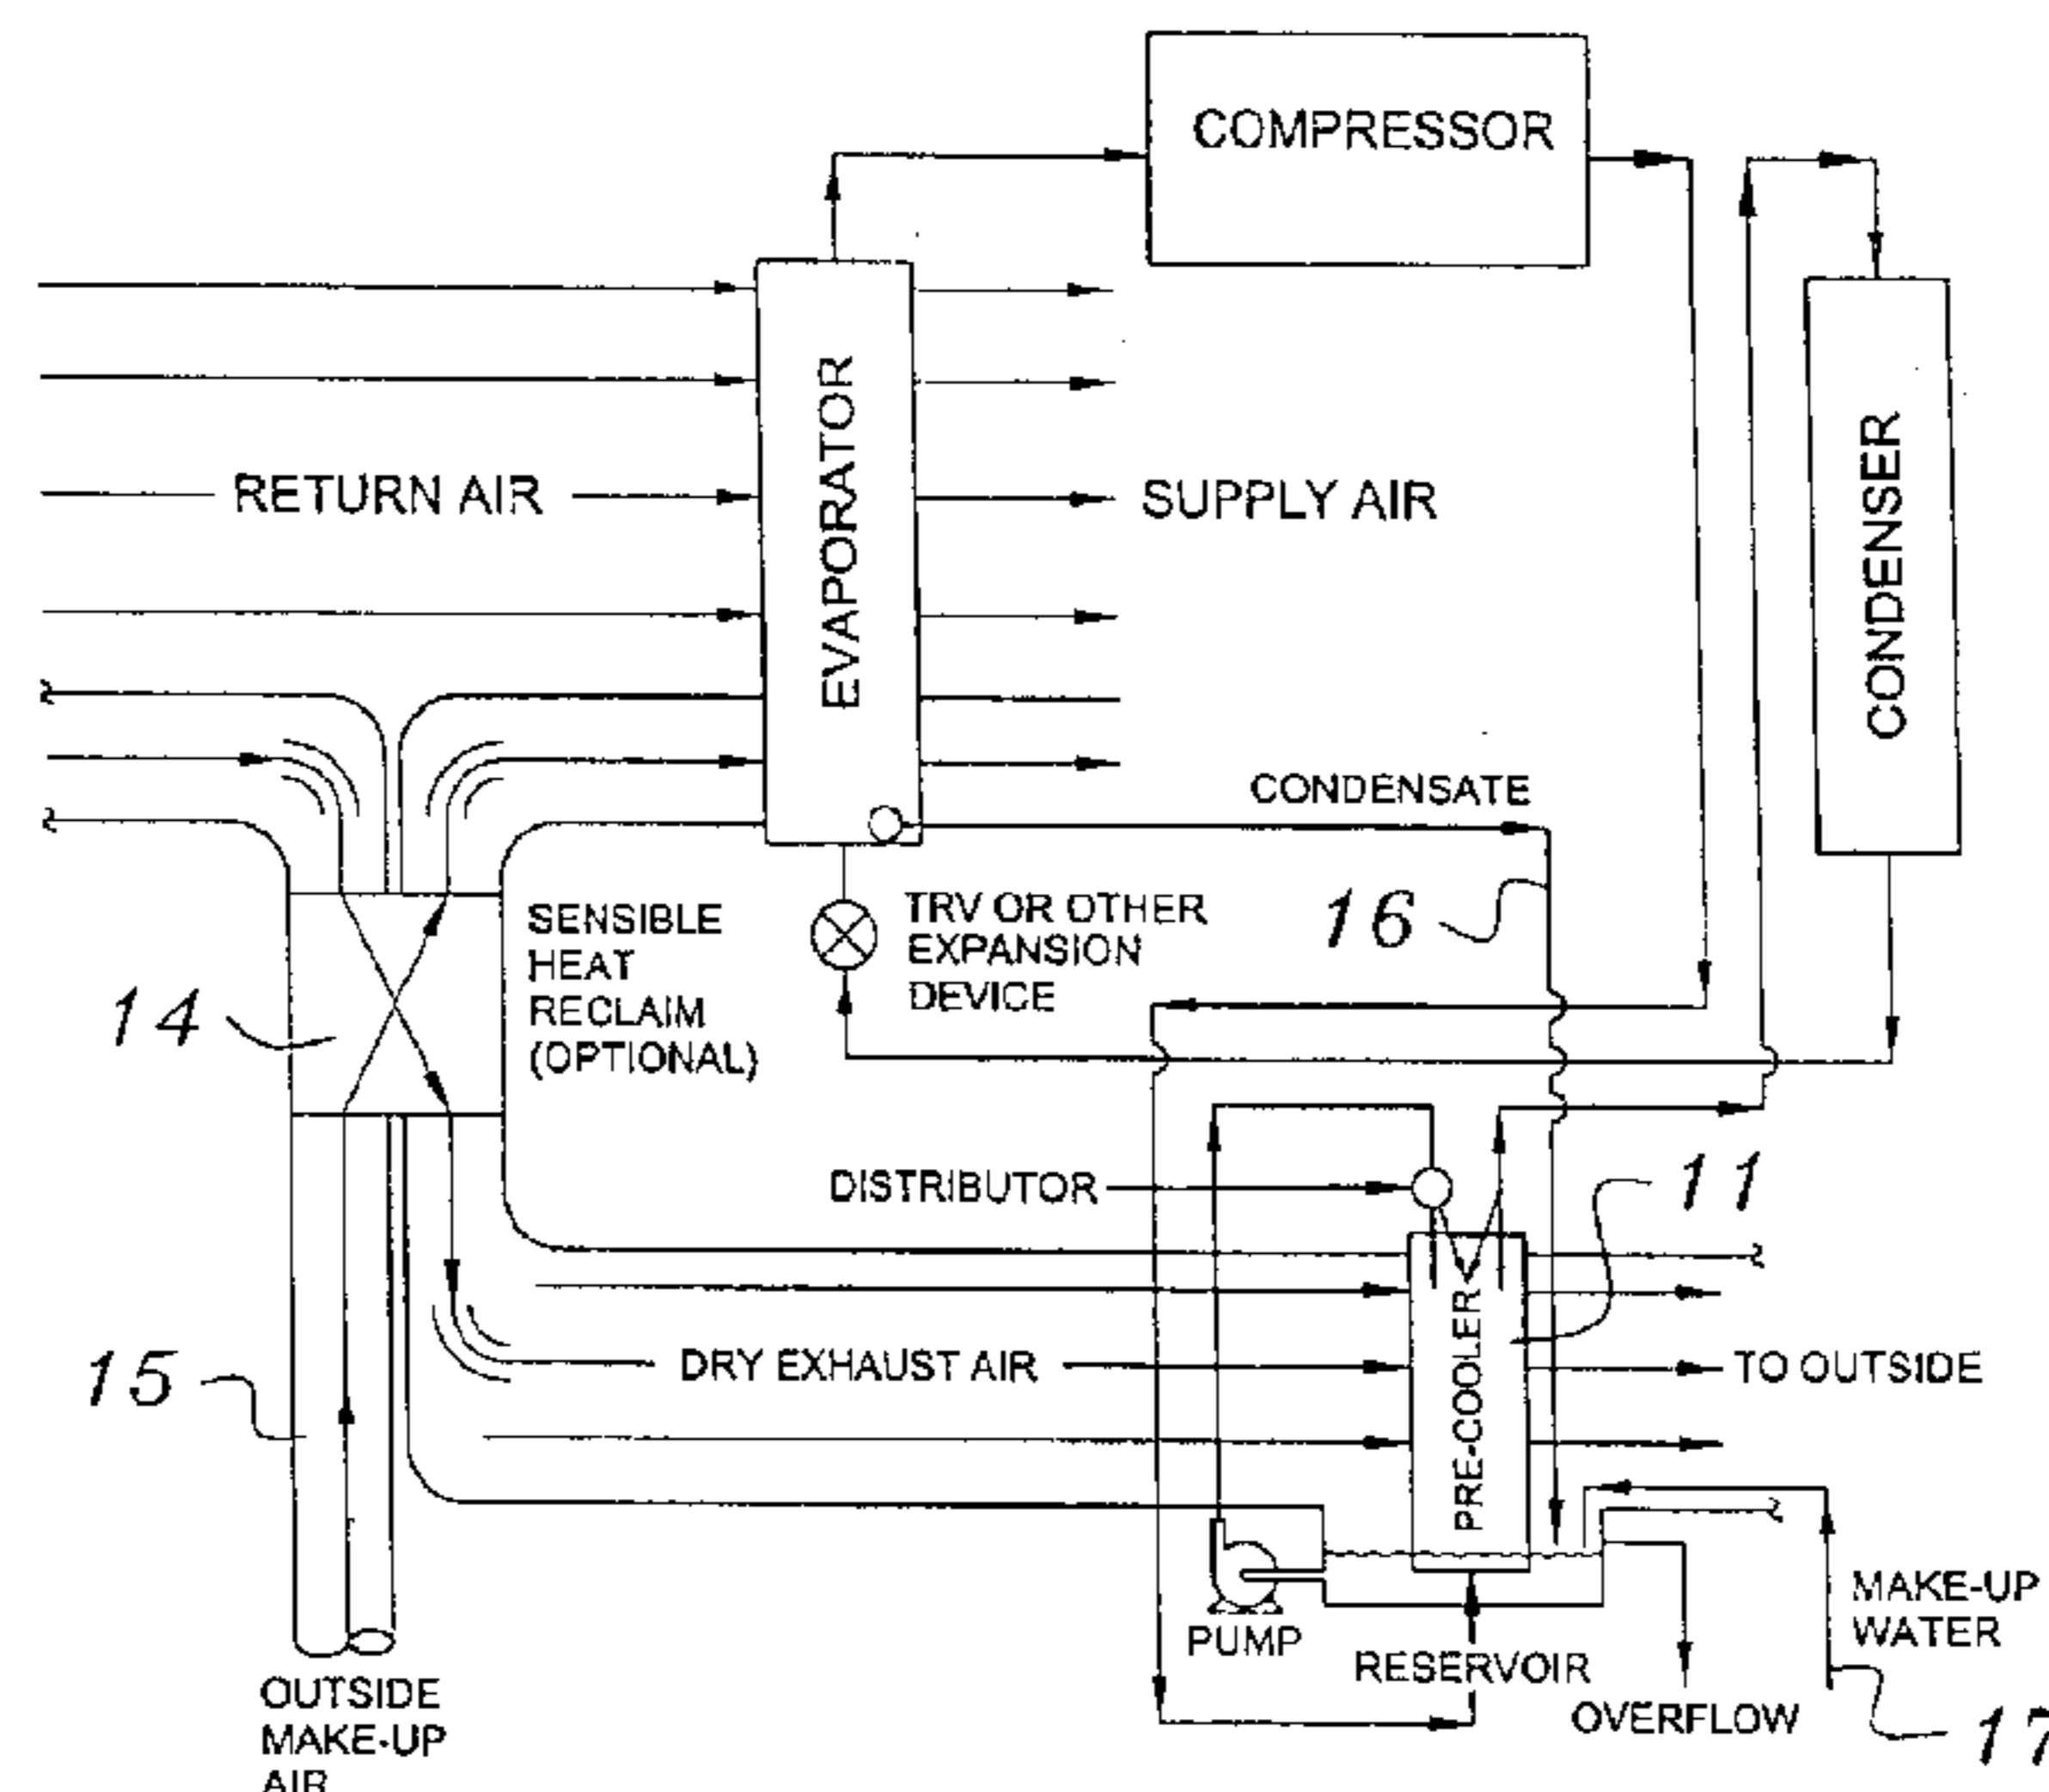 COMPRESSOR
EVAPORATOR
RETURN AIR
SUPPLY AIR
CONDENSER
CONDENSATE
16
TRV OR OTHER
EXPANSION
DEVICE
SENSIBLE
HEAT
RECLAIM
(OPTIONAL)
14
DISTRIBUTOR
11
15
DRY EXHAUST AIR
PRE-COOLER
TO OUTSIDE
MAKE-UP
WATER
PUMP
RESERVOIR
OVERFLOW
17
OUTSIDE
MAKE-UP
AIR